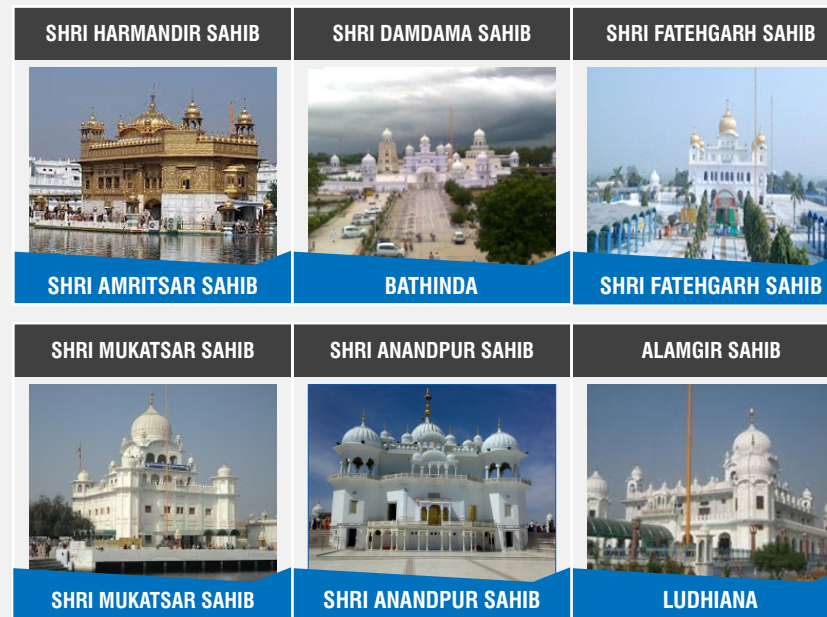 SHRI HARMANDIR SAHIB
SHRI DAMDAMA SAHIB
SHRI FATEHGARH SAHIB
SHRI AMRITSAR SAHIB
BATHINDA
SHRI FATEHGARH SAHIB
SHRI MUKATSAR SAHIB
SHRI ANANDPUR SAHIB
ALAMGIR SAHIB
SHRI MUKATSAR SAHIB
SHRI ANANDPUR SAHIB
LUDHIANA